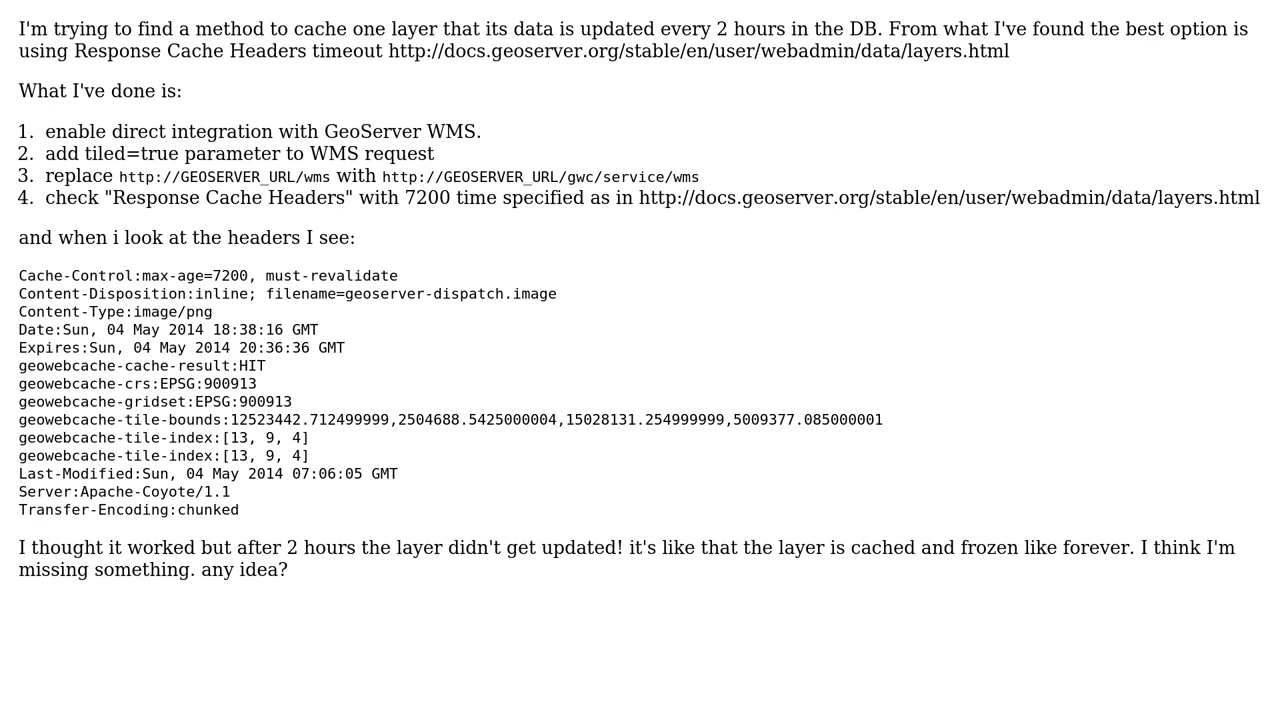 I'm trying to find a method to cache one layer that its data is updated every 2 hours in the DB. From what I've found the best option is
using Response Cache Headers timeout http://docs.geoserver.org/stable/en/user/webadmin/data/layers.html
What I've done is:
1. enable direct integration with GeoServer WMS.
2. add tiled=true parameter to WMS request
3. replace http://GEOSERVER_URL/wms with http://GEOSERVER_URL/gwc/service/wms
4. check "Response Cache Headers" with 7200 time specified as in http://docs.geoserver.org/stable/en/user/webadmin/data/layers.html
and when i look at the headers I see:
Cache-Control:max-age=7200, must-revalidate
Content-Disposition:inline; filename=geoserver-dispatch.image
Content-Type:image/png
Date:Sun, 04 May 2014 18:38:16 GMT
Expires:Sun, 04 May 2014 20:36:36 GMT
geowebcache-cache-result:HIT
geowebcache-crs:EPSG:900913
geowebcache-gridset:EPSG:900913
geowebcache-tile-bounds:12523442.712499999,2504688.5425000004,15028131.254999999,5009377.085000001
geowebcache-tile-index:[13, 9, 4]
geowebcache-tile-index:[13, 9, 4]
Last-Modified:Sun, 04 May 2014 07:06:05 GMT
Server:Apache-Coyote/1.1
Transfer-Encoding:chunked
I thought it worked but after 2 hours the layer didn't get updated! it's like that the layer is cached and frozen like forever. I think I'm
missing something. any idea?